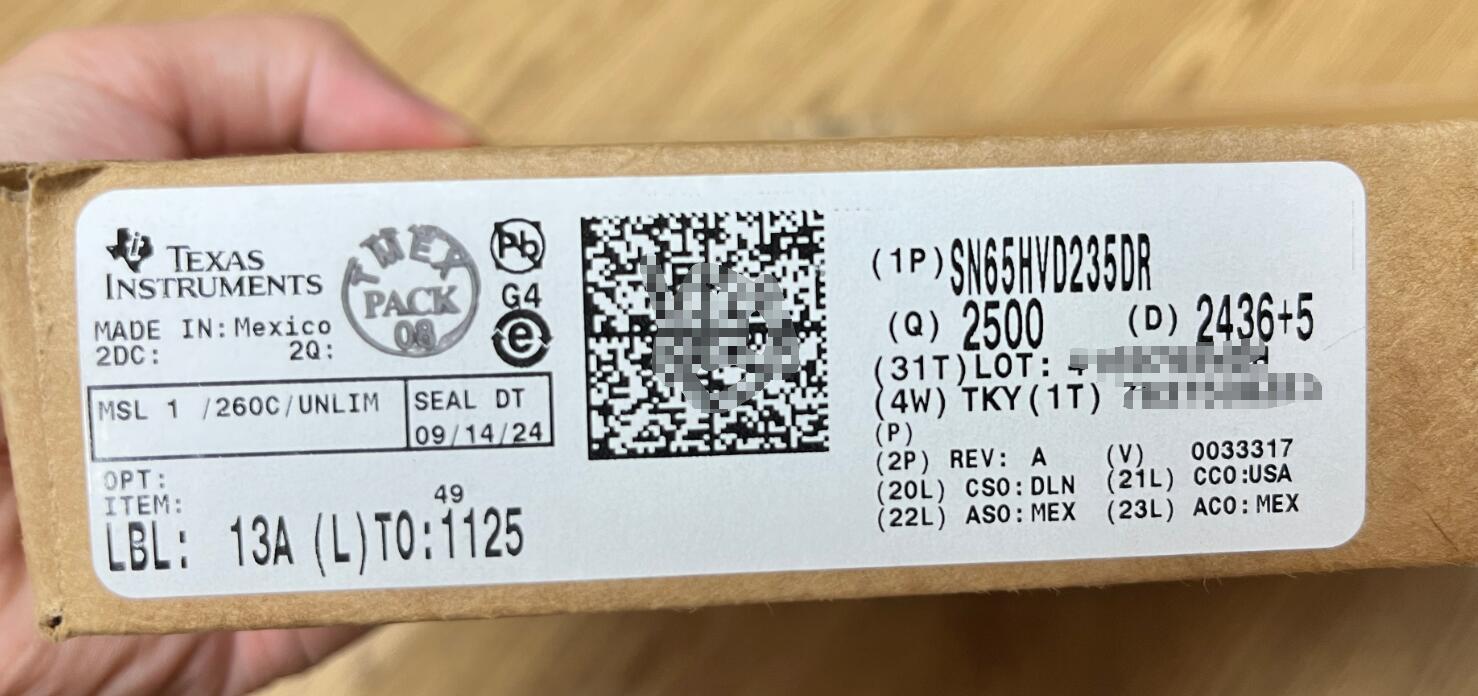 TEXAS
INSTRUMENTS
MADE IN: Mexico
2DC: 2Q:
TMEX
PACK
08
Pb
G4
e
MSL 1 /260C/UNLIM
SEAL DT
09/14/24
OPT:
ITEM:
49
LBL: 13A (L)TO:1125
(1P)SN65HVD235DR
(Q) 2500 (D) 2436+5
(31T)LOT:
(4W) TKY(1T)
(P)
(2P) REV: A (V) 0033317
(20L) CSO:DLN (21L) CCO:USA
(22L) ASO:MEX (23L) ACO:MEX